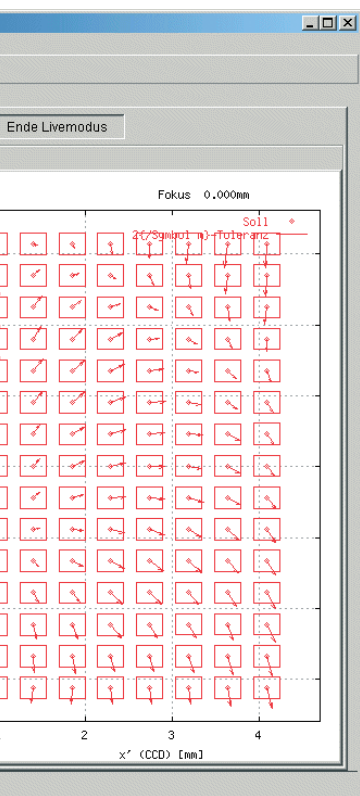 Ende Livemodus
Fokus 0.000mm
Soll
2{/Symbol m}-Toleranz
2 3 4
x' (CCD) [mm]